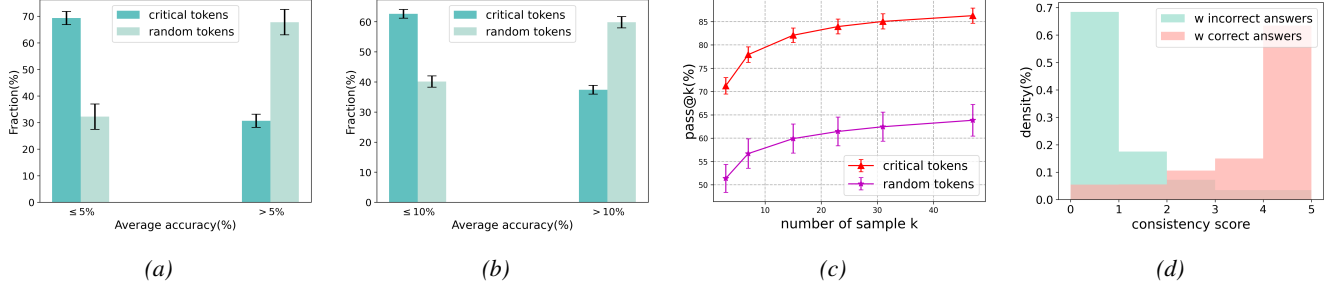 70
60
50
40
30
20
10
0
Fraction(%)
critical tokens
random tokens
≤5%
>5%
Average accuracy(%)
(a)
60
50
40
30
20
10
0
Fraction(%)
critical tokens
random tokens
≤10%
>10%
Average accuracy(%)
(b)
85
80
75
70
65
60
55
50
pass@k(%)
critical tokens
random tokens
10
20
30
40
number of sample k
(c)
0.7
0.6
0.5
0.4
0.3
0.2
0.1
0.0
density(%)
w incorrect answers
w correct answers
0
1
2
3
4
5
consistency score
(d)